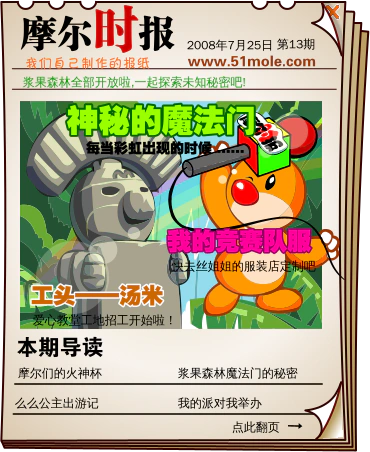 摩尔时报
2008年7月25日 第13期
我们自己制作的报纸
www.51mole.com
浆果森林全部开放啦,一起探索未知秘密吧!
神秘的魔法门
每当彩虹出现的时候……
我的竞赛队服
快去丝姐姐的服装店定制吧
工头——汤米
爱心教堂工地招工开始啦！
本期导读
摩尔们的火神杯
浆果森林魔法门的秘密
么么公主出游记
我的派对我举办
点此翻页 →